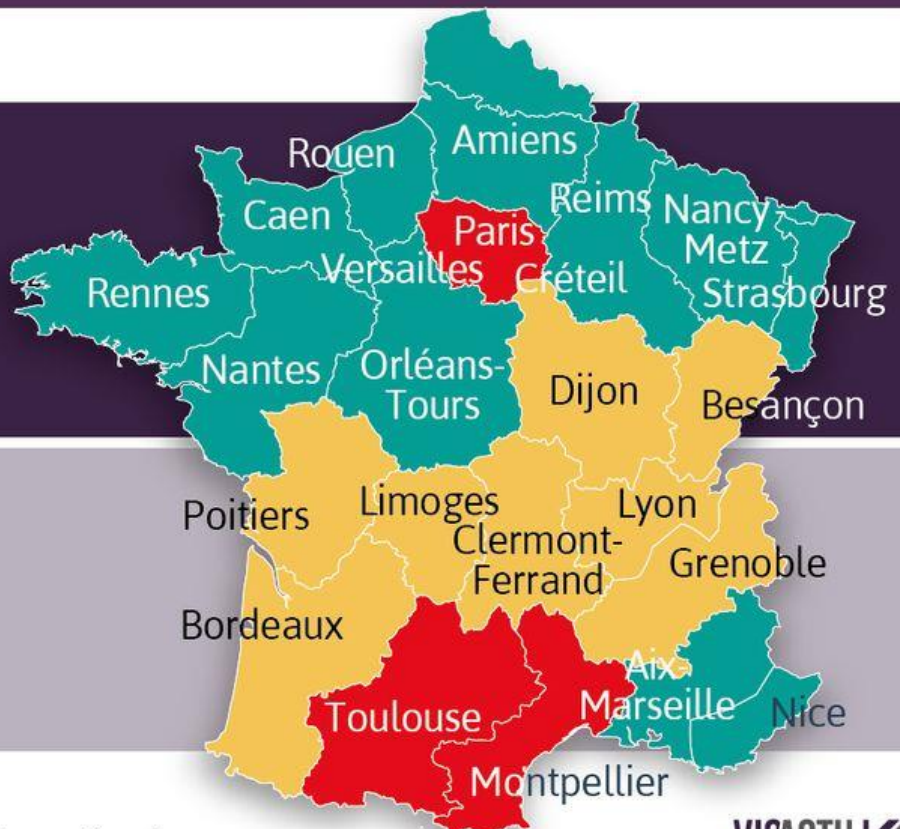 Rouen
Amiens
Caen
Paris
Reims
Nancy-
Metz
Versailles
Créteil
Strasbourg
Rennes
Nantes
Orléans-
Tours
Dijon
Besançon
Poitiers
Limoges
Lyon
Clermont-
Ferrand
Grenoble
Bordeaux
Aix-
Marseille
Toulouse
Nice
Montpellier